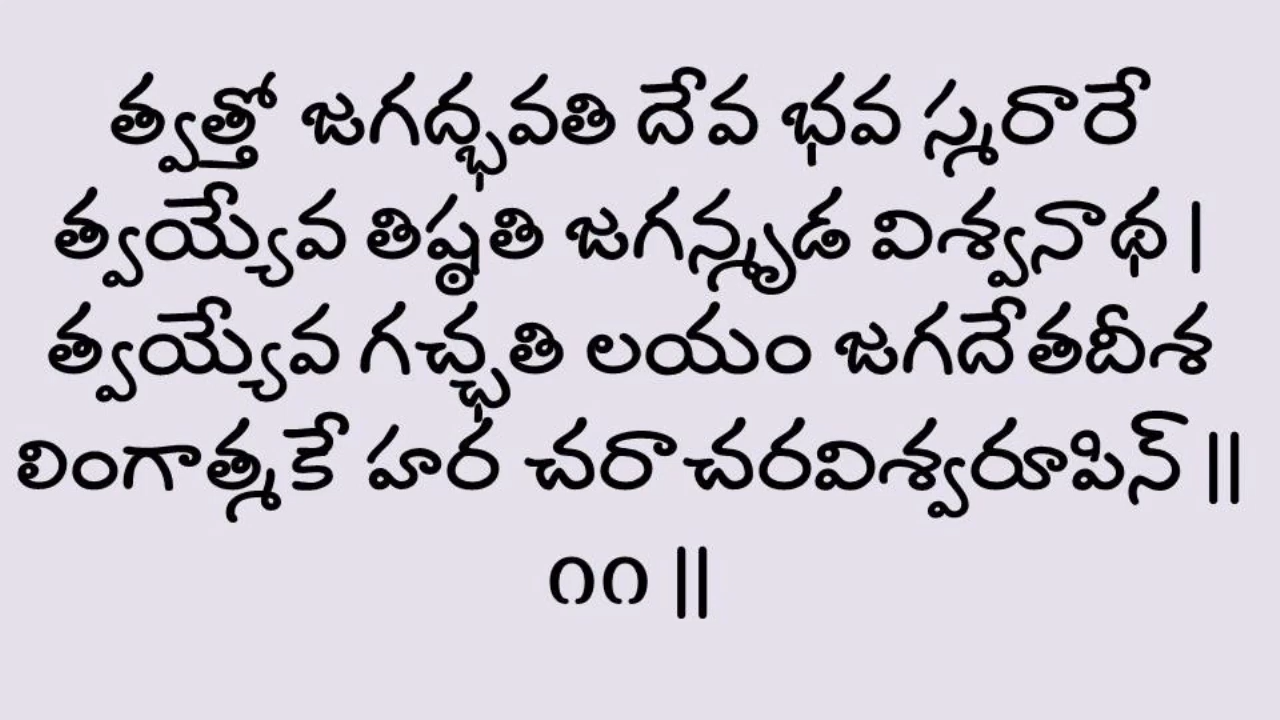 త్వత్తో జగద్భవతి దేవ భవ స్మరారే
త్వయ్యేవ తిష్ఠతి జగన్మృడ విశ్వనాథ |
త్వయ్యేవ గచ్ఛతి లయం జగదేతదీశ
లింగాత్మకే హర చరాచరవిశ్వరూపిన్ ||
౧౧ ||